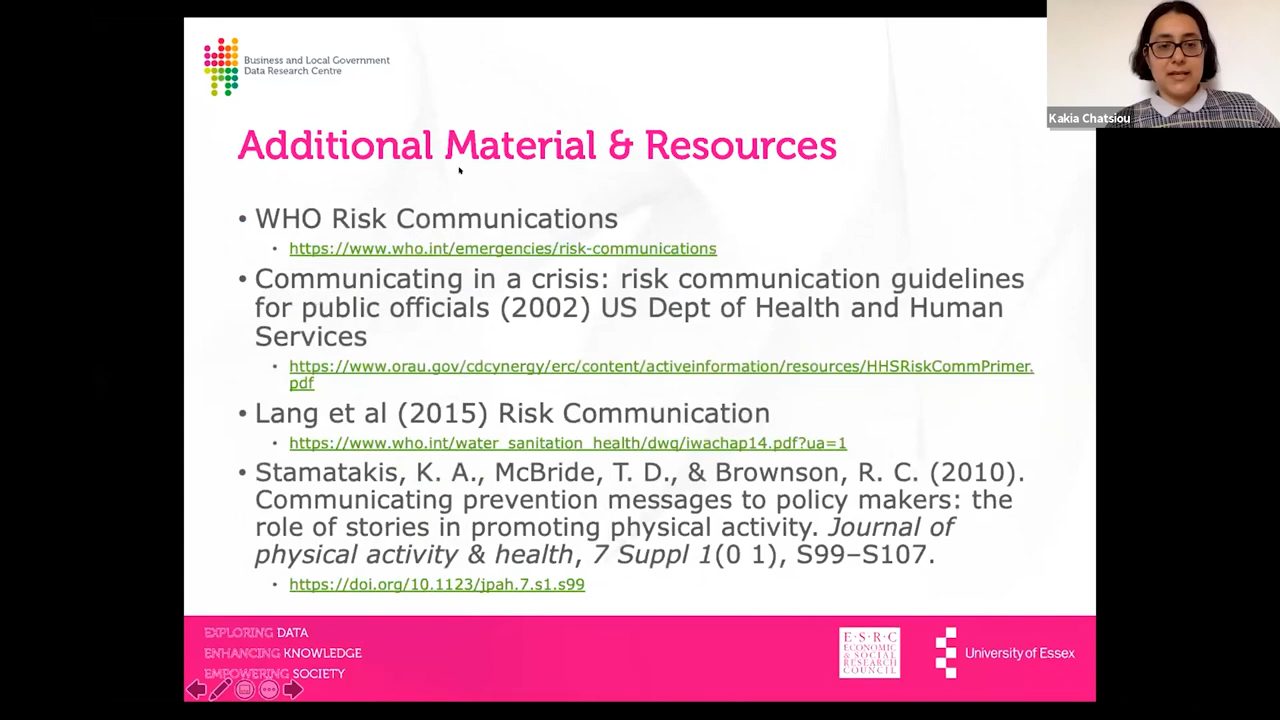 Business and Local Government
Data Research Centre
Kakia Chatsiou
Additional Material & Resources
• WHO Risk Communications
• https://www.who.int/emergencies/risk-communications
• Communicating in a crisis: risk communication guidelines
for public officials (2002) US Dept of Health and Human
Services
• https://www.orau.gov/cdcynergy/erc/content/activeinformation/resources/HHSRiskCommPrimer.
pdf
• Lang et al (2015) Risk Communication
• https://www.who.int/water_sanitation_health/dwq/iwachap14.pdf?ua=1
• Stamatakis, K. A., McBride, T. D., & Brownson, R. C. (2010).
Communicating prevention messages to policy makers: the
role of stories in promoting physical activity. Journal of
physical activity & health, 7 Suppl 1(0 1), S99–S107.
• https://doi.org/10.1123/jpah.7.s1.s99
EXPLORING DATA
ENHANCING KNOWLEDGE
EMPOWERING SOCIETY
E·S·R·C
ECONOMIC
& SOCIAL
RESEARCH
COUNCIL
University of Essex